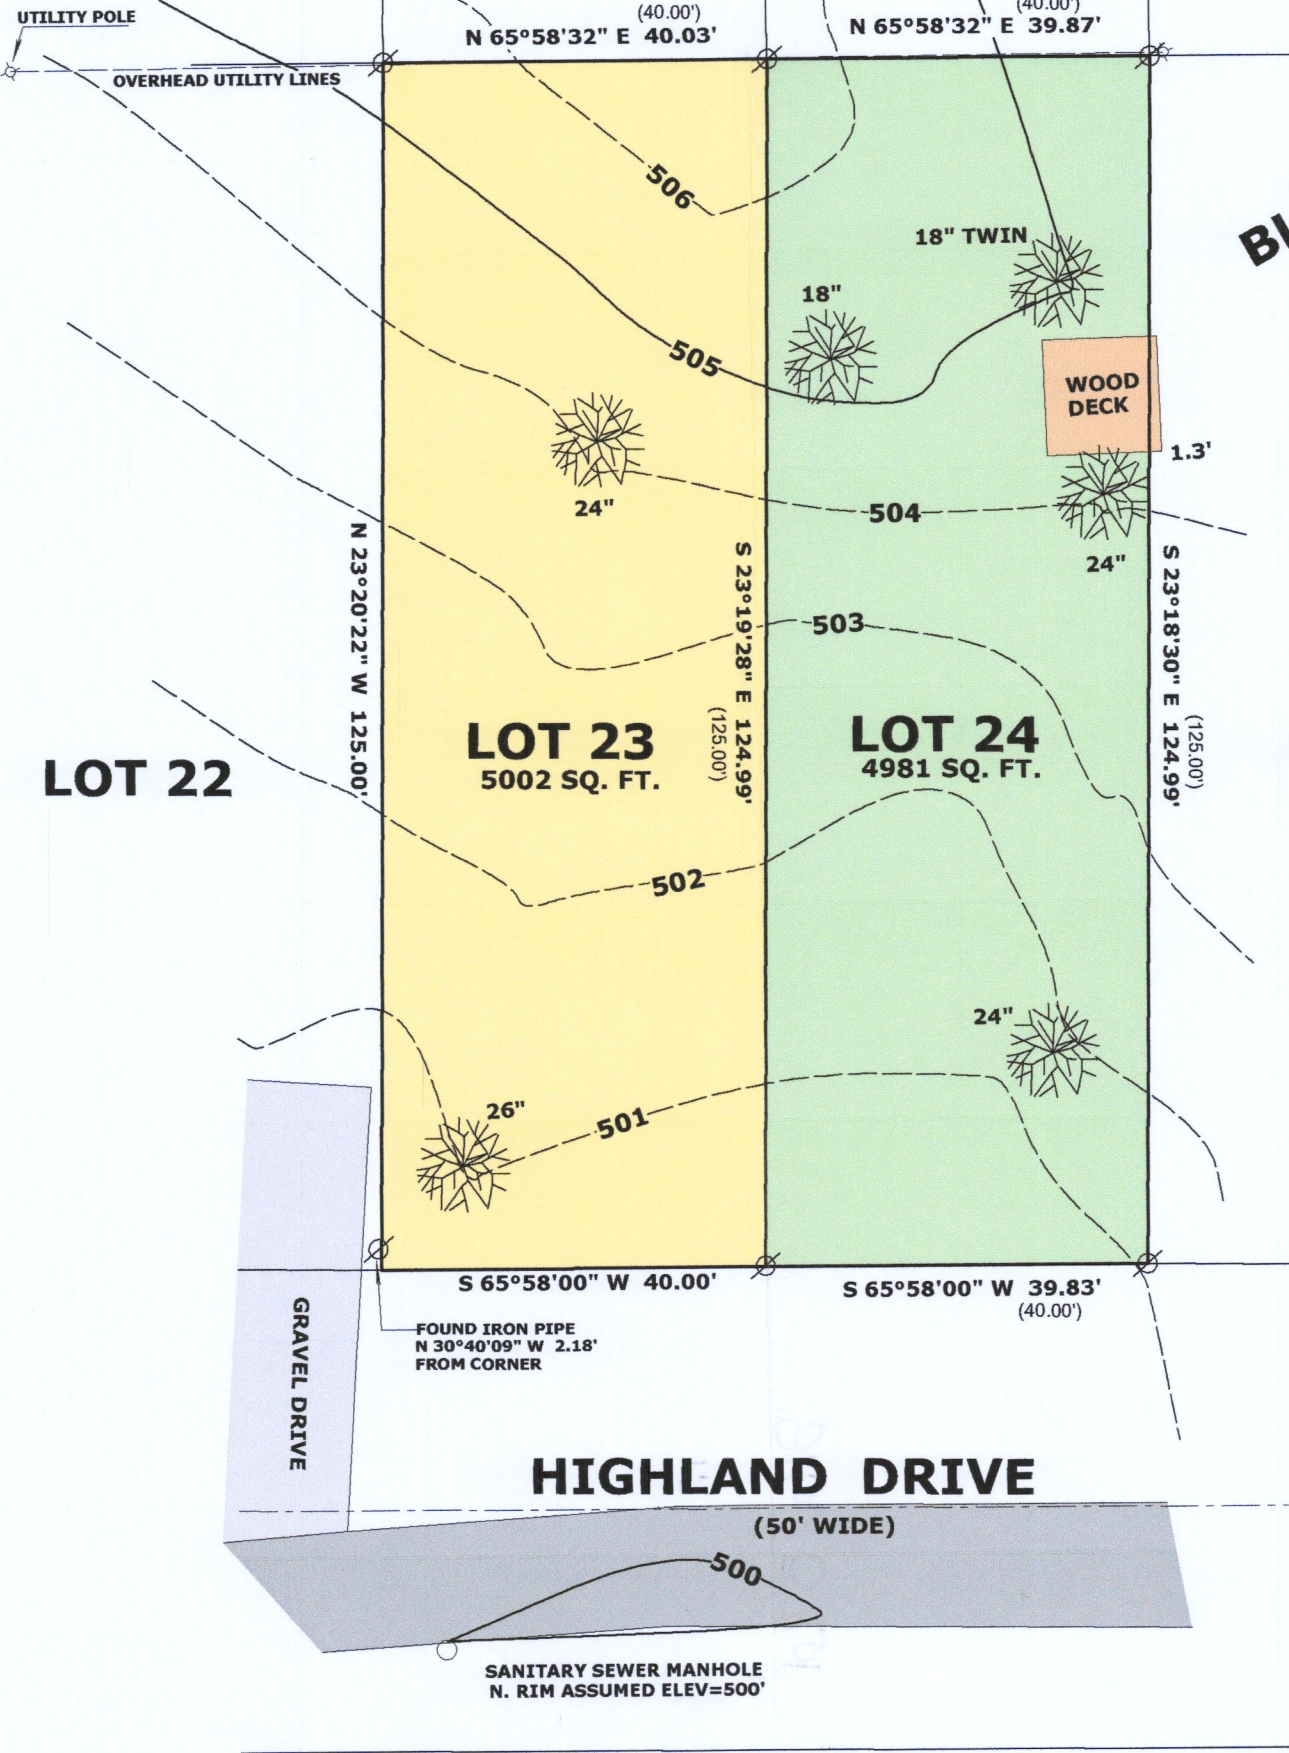 UTILITY POLE
(40.00')
N 65°58'32" E 40.03'
(40.00')
N 65°58'32" E 39.87'
OVERHEAD UTILITY LINES
506
18" TWIN
18"
505
WOOD
DECK
1.3'
24"
504
24"
503
N 23°20'22" W 125.00'
S 23°19'28" E 124.99'
(125.00')
S 23°18'30" E 124.99'
(125.00')
LOT 22
LOT 23
5002 SQ. FT.
LOT 24
4981 SQ. FT.
502
24"
26"
501
S 65°58'00" W 40.00'
S 65°58'00" W 39.83'
(40.00')
GRAVEL DRIVE
FOUND IRON PIPE
N 30°40'09" W 2.18'
FROM CORNER
HIGHLAND DRIVE
(50' WIDE)
500
SANITARY SEWER MANHOLE
N. RIM ASSUMED ELEV=500'